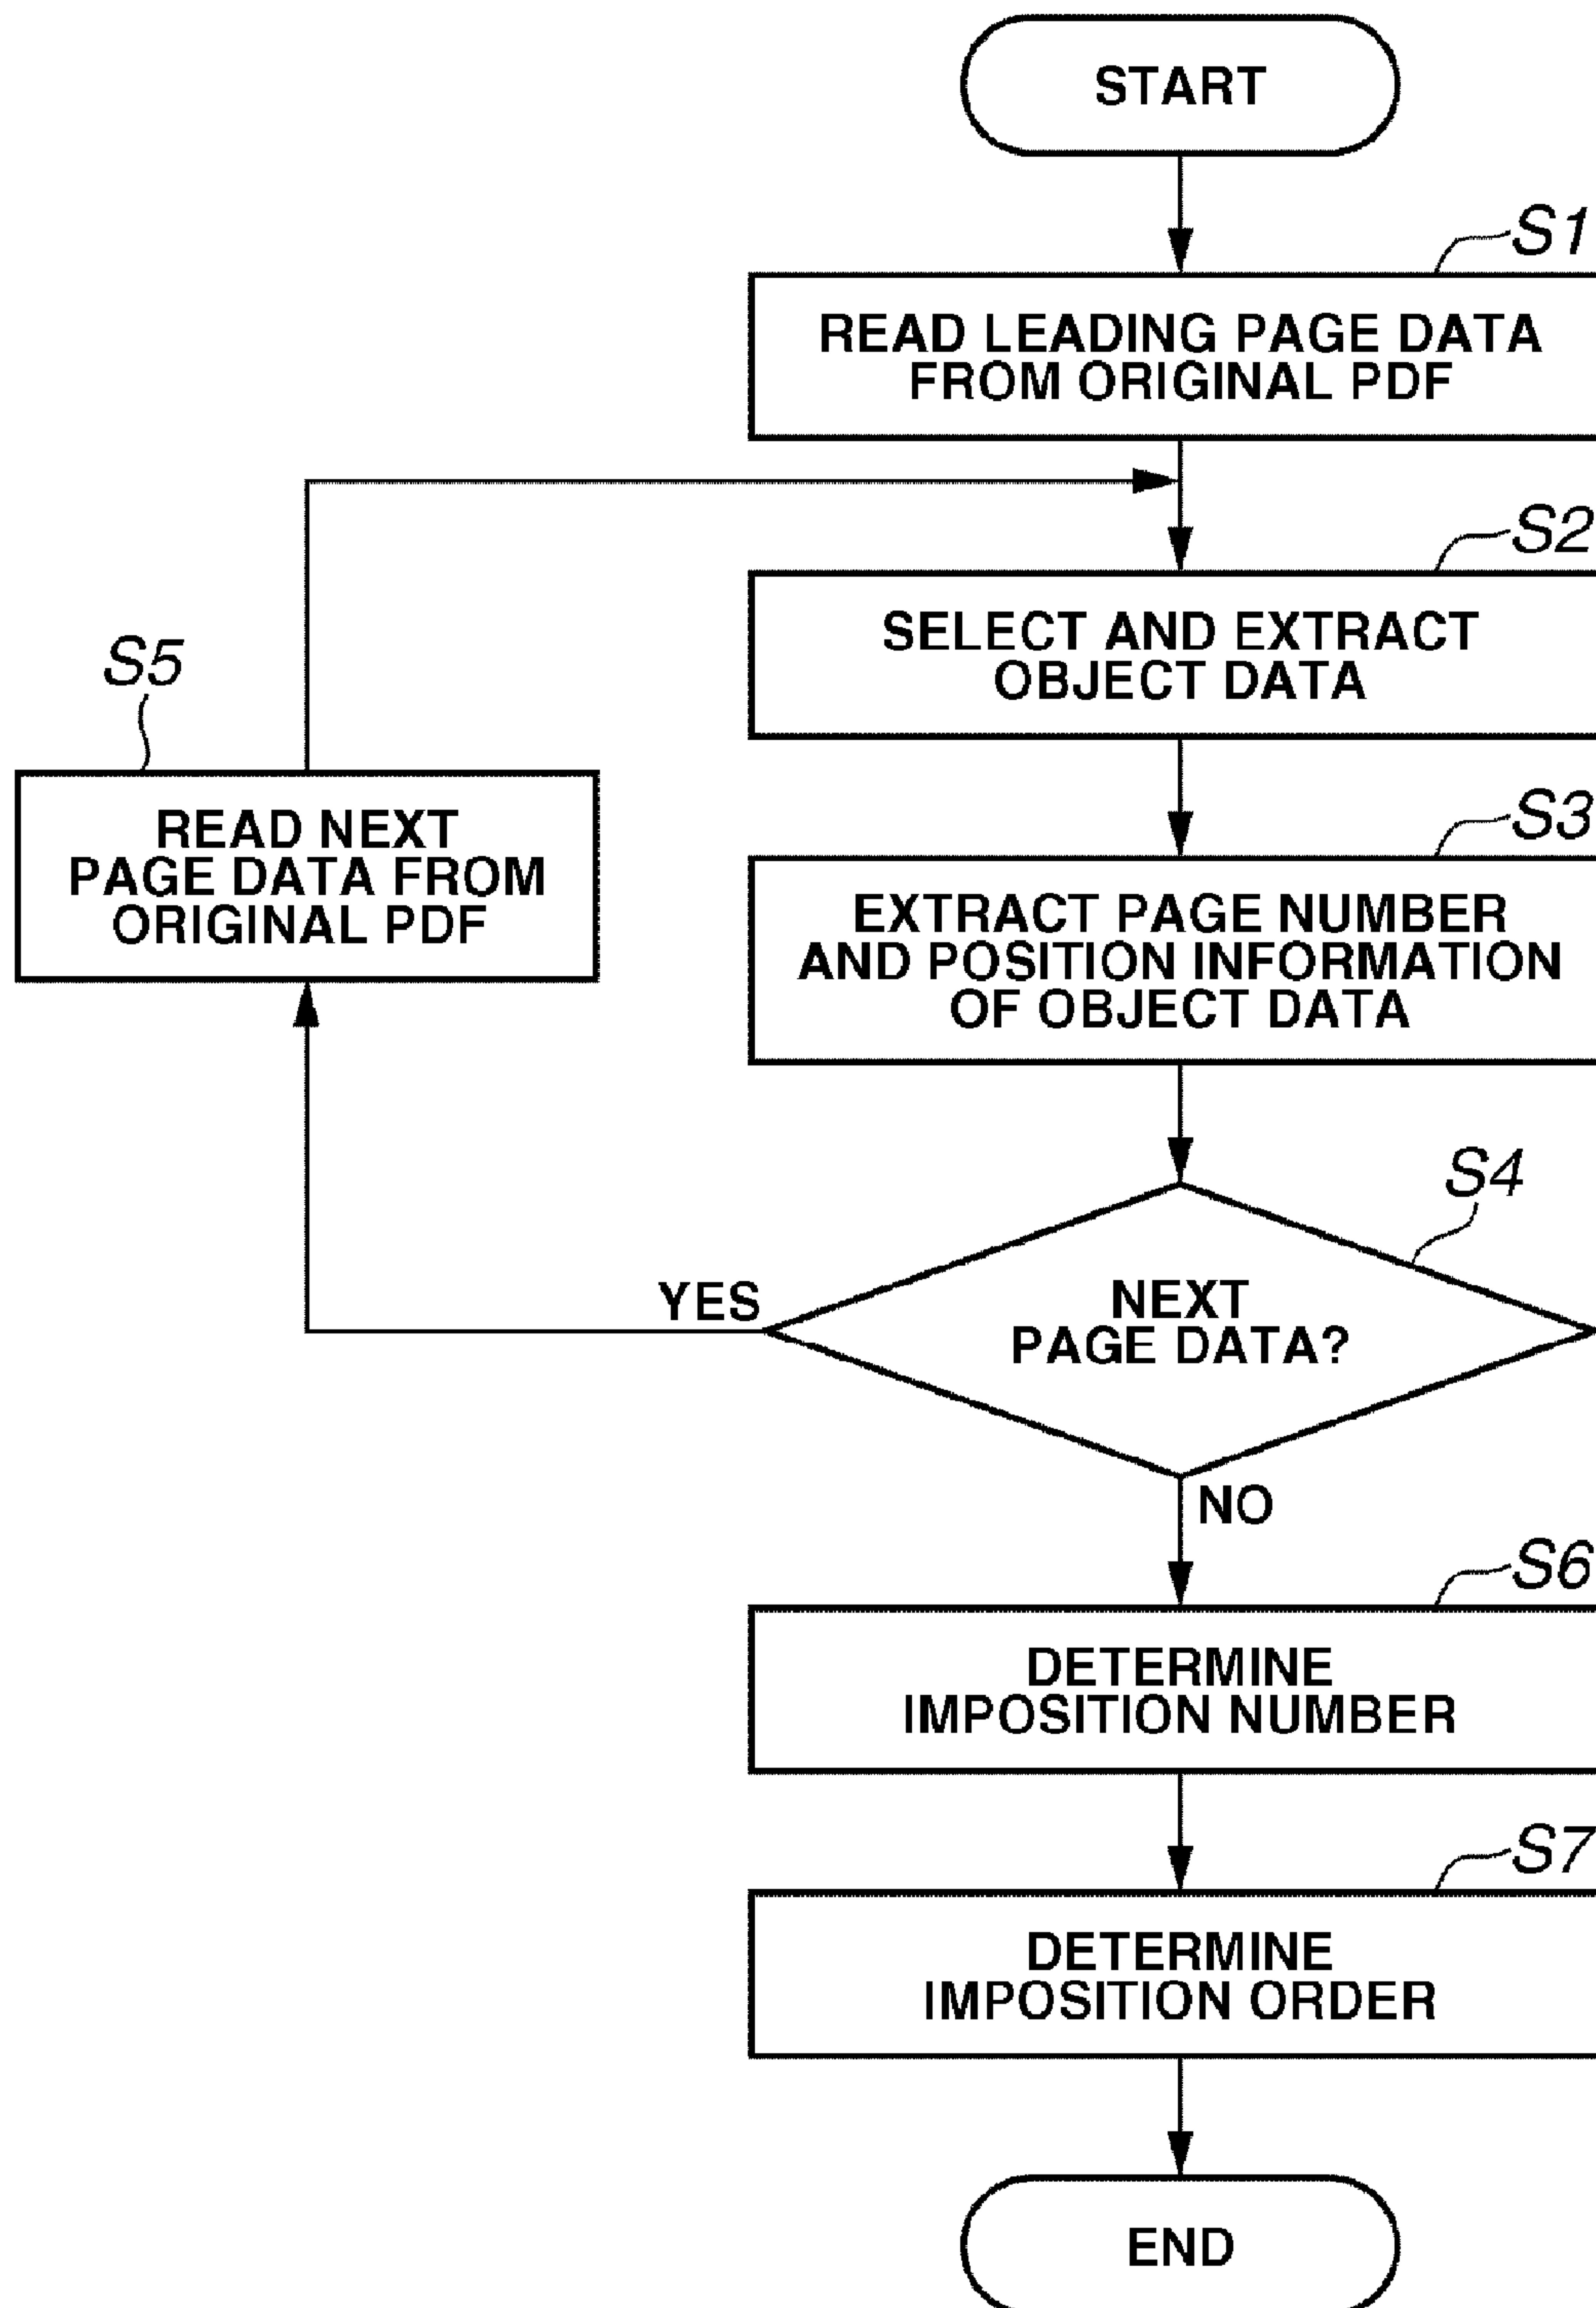 START
S1
READ LEADING PAGE DATA
FROM ORIGINAL PDF
S2
SELECT AND EXTRACT
OBJECT DATA
S5
READ NEXT
PAGE DATA FROM
ORIGINAL PDF
S3
EXTRACT PAGE NUMBER
AND POSITION INFORMATION
OF OBJECT DATA
S4
YES
NEXT
PAGE DATA?
NO
S6
DETERMINE
IMPOSITION NUMBER
S7
DETERMINE
IMPOSITION ORDER
END